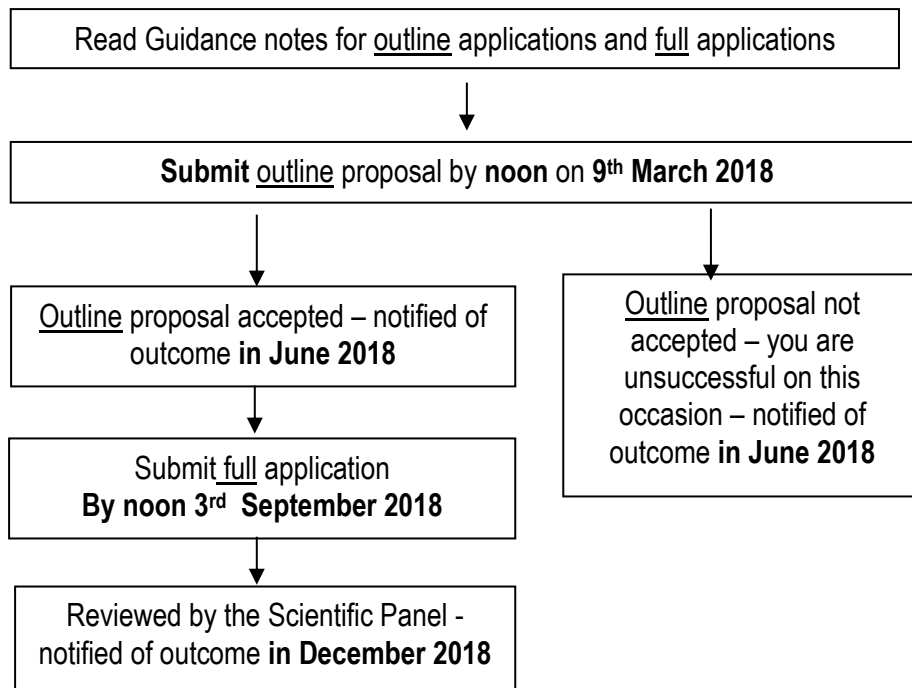 Read Guidance notes for outline applications and full applications
Submit outline proposal by noon on 9th March 2018
Outline proposal accepted – notified of
outcome in June 2018
Outline proposal not
accepted – you are
unsuccessful on this
occasion – notified of
outcome in June 2018
Submit full application
By noon 3rd September 2018
Reviewed by the Scientific Panel -
notified of outcome in December 2018